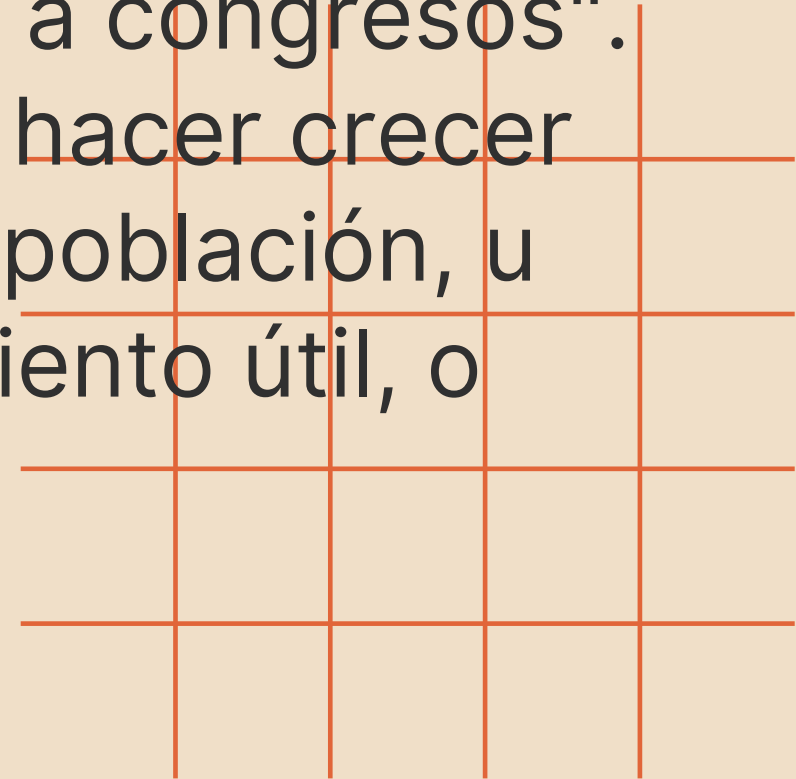 a congresos".
hacer crecer
población, u
iento útil, o